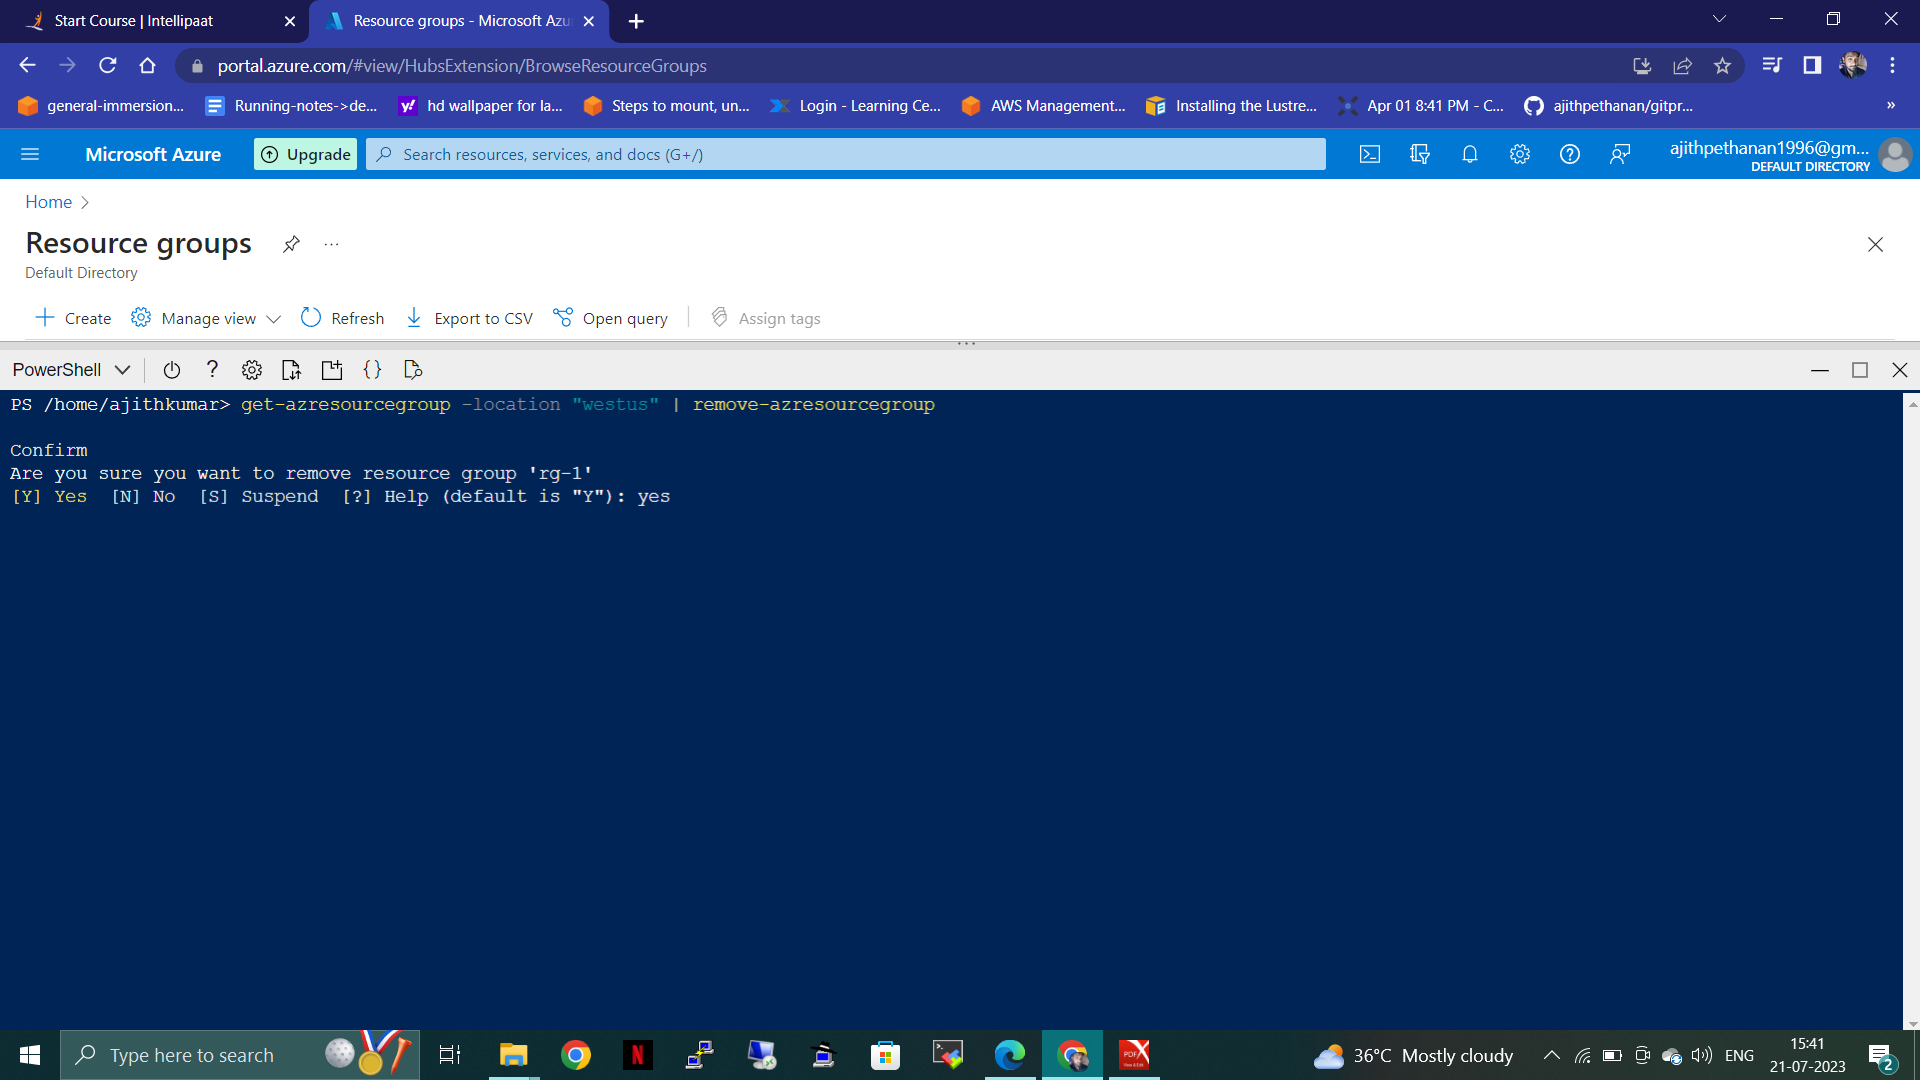 Start Course | Intellipaat
Resource groups - Microsoft Azu
portal.azure.com/#view/HubsExtension/BrowseResourceGroups
general-immersion... Running-notes->de... hd wallpaper for la... Steps to mount, un... Login - Learning Ce... AWS Management... Installing the Lustre... Apr 01 8:41 PM - C... ajithpethanan/gitpr... »
Microsoft Azure Upgrade Search resources, services, and docs (G+/) ajithpethanan1996@gm...
DEFAULT DIRECTORY
Home >
Resource groups ...
Default Directory
Create Manage view Refresh Export to CSV Open query Assign tags
PowerShell ? { }
PS /home/ajithkumar> get-azresourcegroup -location "westus" | remove-azresourcegroup
Confirm
Are you sure you want to remove resource group 'rg-1'
[Y] Yes [N] No [S] Suspend [?] Help (default is "Y"): yes
Type here to search 36°C Mostly cloudy ENG 15:41
21-07-2023
2